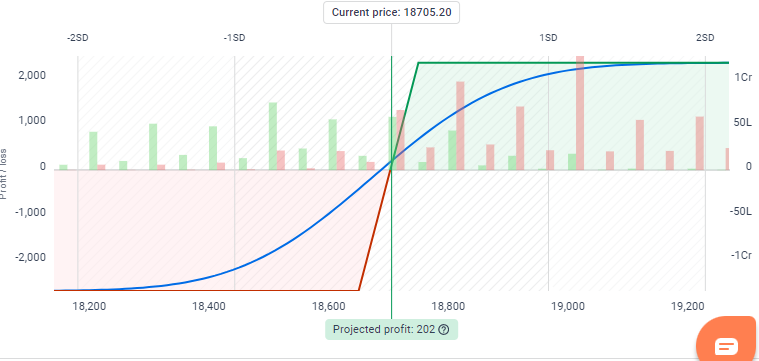 Current price: 18705.20
-2SD
-1SD
1SD
2SD
2,000
1,000
0
-1,000
-2,000
Profit / loss
1Cr
50L
0
-50L
-1Cr
18,200
18,400
18,600
18,800
19,000
19,200
Projected profit: 202 ?